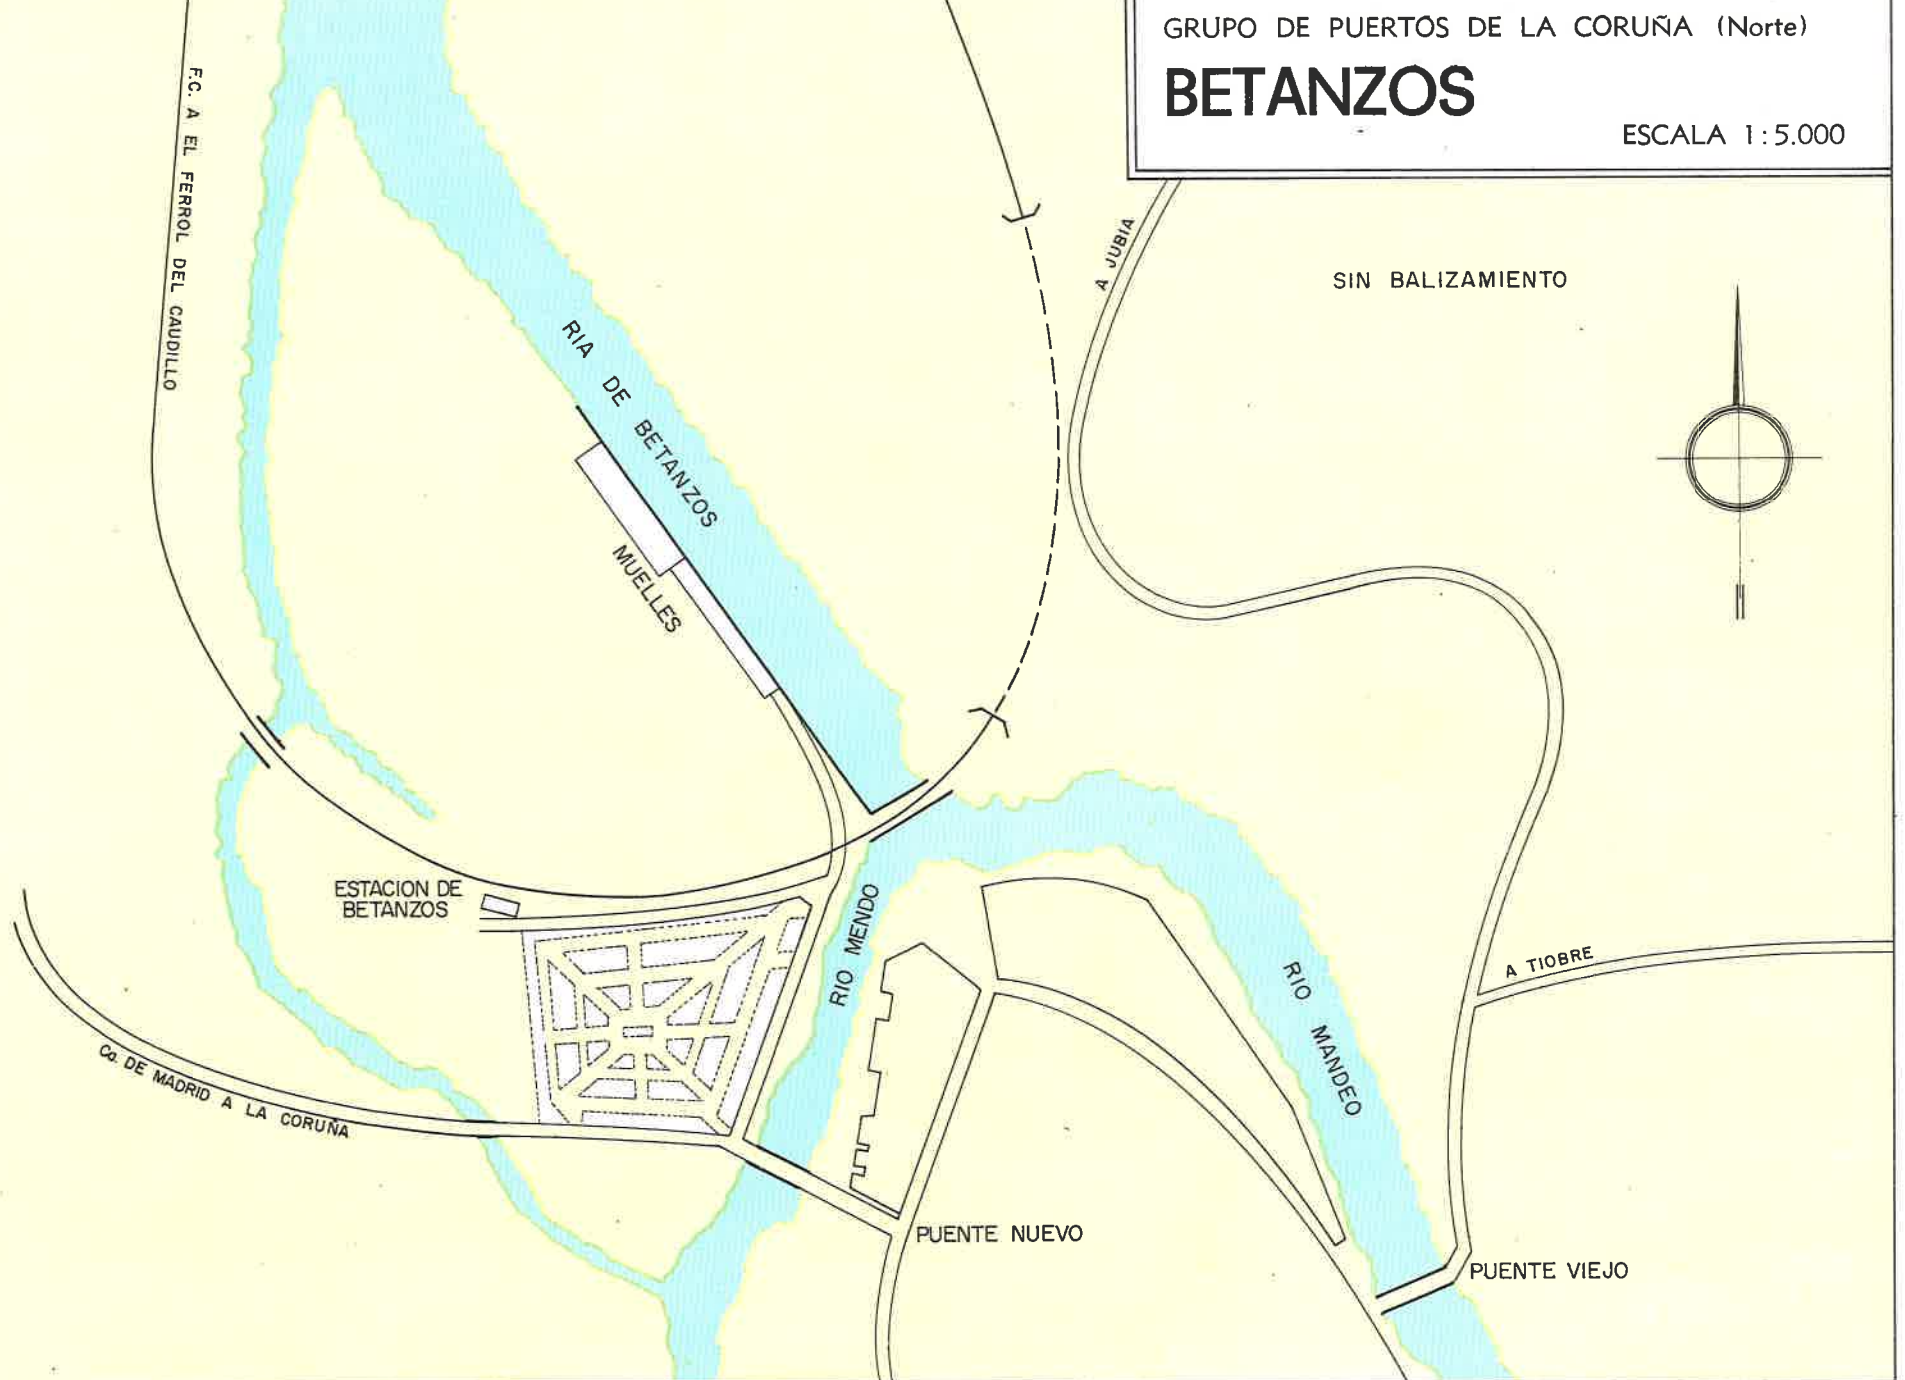 GRUPO DE PUERTOS DE LA CORUÑA (Norte)
BETANZOS
ESCALA 1:5.000
F.C. A EL FERROL DEL CAUDILLO
A JUBIA
SIN BALIZAMIENTO
RIA DE BETANZOS
MUELLES
ESTACION DE
BETANZOS
RIO MENDO
RIO MANDEO
A TIOBRE
Ca. DE MADRID A LA CORUÑA
PUENTE NUEVO
PUENTE VIEJO